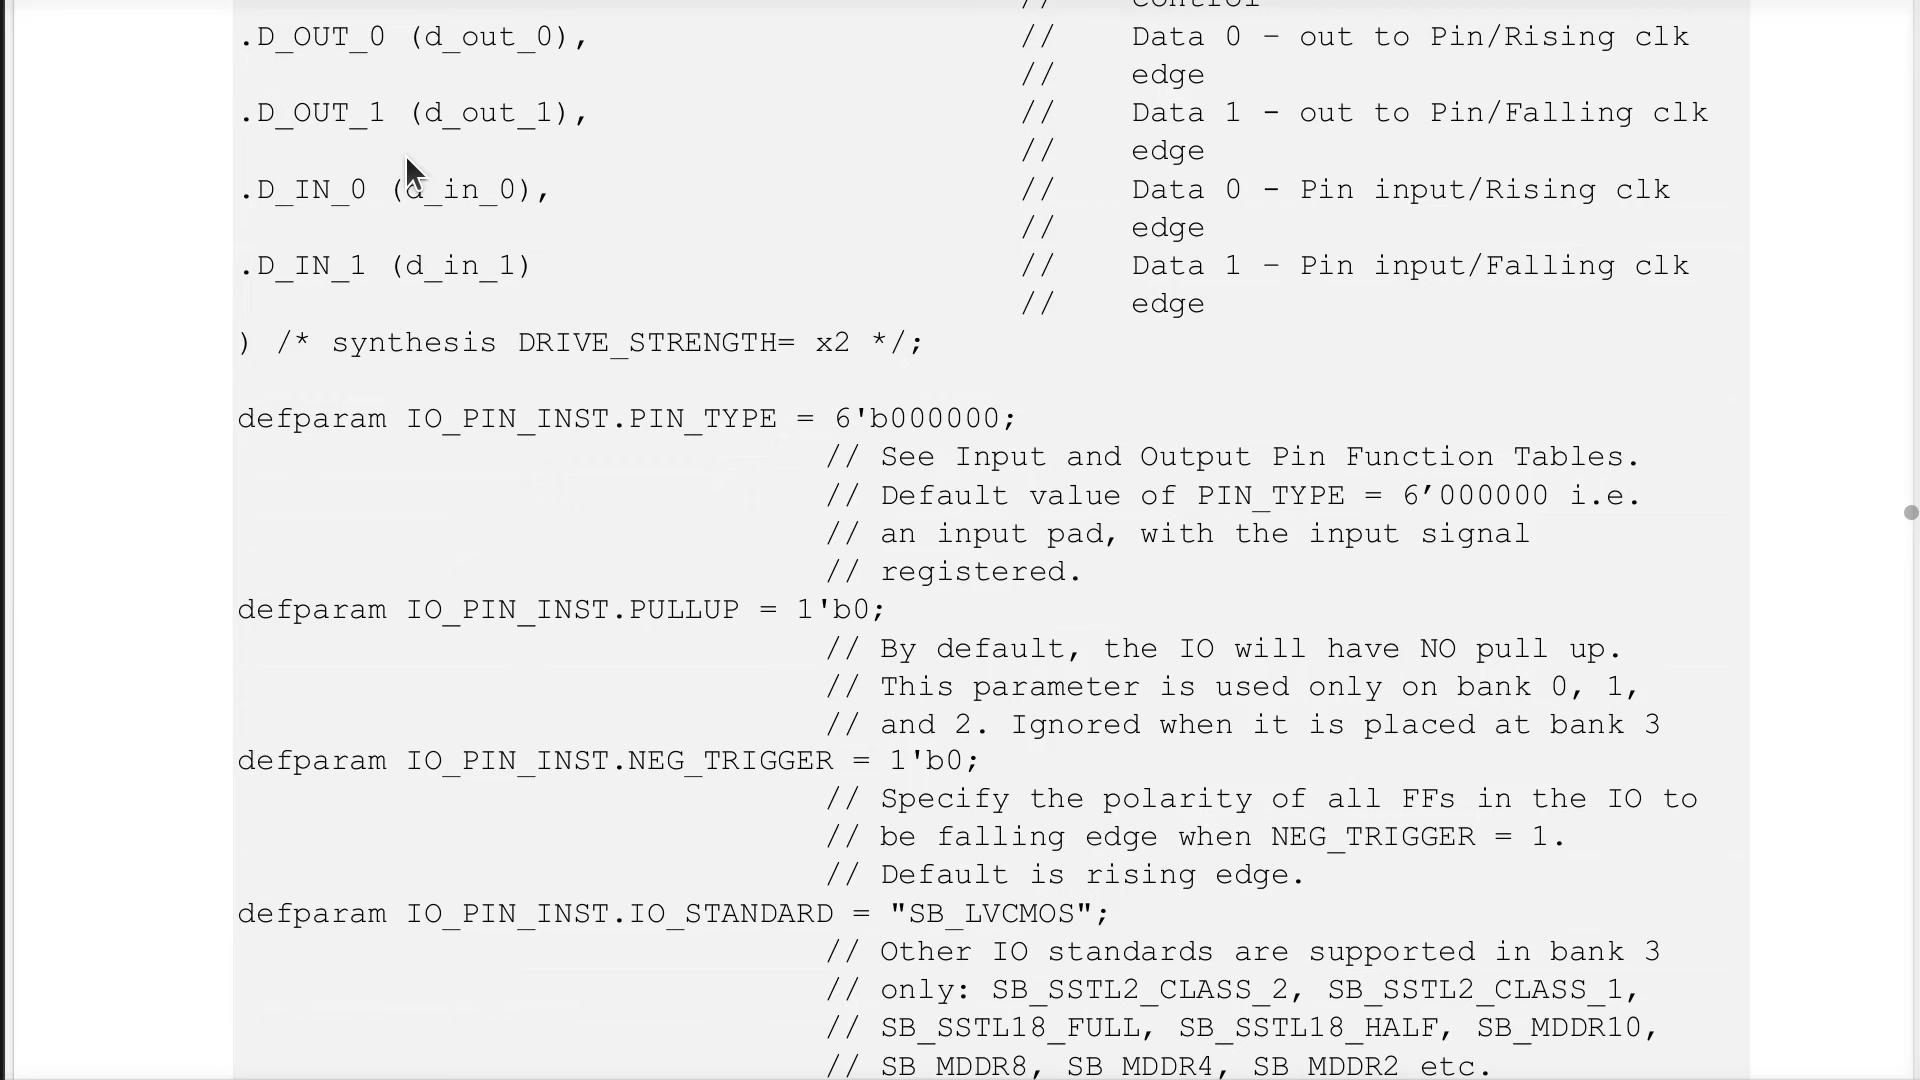 // control
.D_OUT_0 (d_out_0), // Data 0 – out to Pin/Rising clk
// edge
.D_OUT_1 (d_out_1), // Data 1 - out to Pin/Falling clk
// edge
.D_IN_0 (d_in_0), // Data 0 - Pin input/Rising clk
// edge
.D_IN_1 (d_in_1) // Data 1 – Pin input/Falling clk
// edge
) /* synthesis DRIVE_STRENGTH= x2 */;
defparam IO_PIN_INST.PIN_TYPE = 6'b000000;
// See Input and Output Pin Function Tables.
// Default value of PIN_TYPE = 6’000000 i.e.
// an input pad, with the input signal
// registered.
defparam IO_PIN_INST.PULLUP = 1'b0;
// By default, the IO will have NO pull up.
// This parameter is used only on bank 0, 1,
// and 2. Ignored when it is placed at bank 3
defparam IO_PIN_INST.NEG_TRIGGER = 1'b0;
// Specify the polarity of all FFs in the IO to
// be falling edge when NEG_TRIGGER = 1.
// Default is rising edge.
defparam IO_PIN_INST.IO_STANDARD = "SB_LVCMOS";
// Other IO standards are supported in bank 3
// only: SB_SSTL2_CLASS_2, SB_SSTL2_CLASS_1,
// SB_SSTL18_FULL, SB_SSTL18_HALF, SB_MDDR10,
// SB_MDDR8, SB_MDDR4, SB_MDDR2 etc.